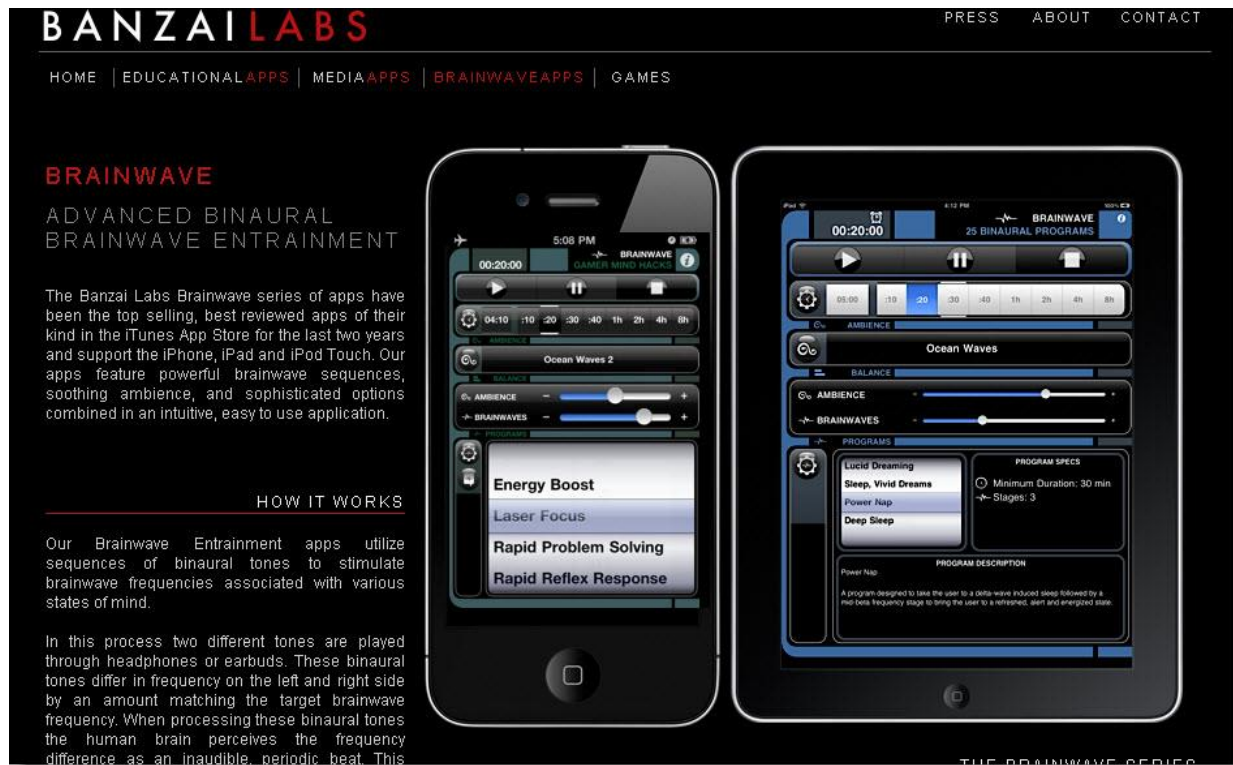 BANZAILABS
PRESS ABOUT CONTACT
HOME | EDUCATIONALAPPS | MEDIAAPPS | BRAINWAVEAPPS | GAMES
BRAINWAVE
ADVANCED BINAURAL
BRAINWAVE ENTRAINMENT
The Banzai Labs Brainwave series of apps have
been the top selling, best reviewed apps of their
kind in the iTunes App Store for the last two years
and support the iPhone, iPad and iPod Touch. Our
apps feature powerful brainwave sequences,
soothing ambience, and sophisticated options
combined in an intuitive, easy to use application.
HOW IT WORKS
Our Brainwave Entrainment apps utilize
sequences of binaural tones to stimulate
brainwave frequencies associated with various
states of mind.
In this process two different tones are played
through headphones or earbuds. These binaural
tones differ in frequency on the left and right side
by an amount matching the target brainwave
frequency. When processing these binaural tones
the human brain perceives the frequency
difference as an inaudible, periodic beat. This
5:08 PM
BRAINWAVE
00:20:00 GAMER MIND HACKS
04:10 :10 :20 :30 :40 1h 2h 4h 8h
AMBIENCE
Ocean Waves 2
BALANCE
AMBIENCE - +
BRAINWAVES - +
PROGRAMS
Energy Boost
Laser Focus
Rapid Problem Solving
Rapid Reflex Response
iPad 4:12 PM 100%
BRAINWAVE
00:20:00 25 BINAURAL PROGRAMS
05:00 :10 :20 :30 :40 1h 2h 4h 8h
AMBIENCE
Ocean Waves
BALANCE
AMBIENCE - +
BRAINWAVES - +
PROGRAMS
Lucid Dreaming
Sleep, Vivid Dreams
Power Nap
Deep Sleep
PROGRAM SPECS
Minimum Duration: 30 min
Stages: 3
PROGRAM DESCRIPTION
Power Nap
A program designed to take the user to a delta-wave induced sleep followed by a
mid-beta frequency stage to bring the user to a refreshed, alert and energized state.
THE BRAINWAVE SERIES